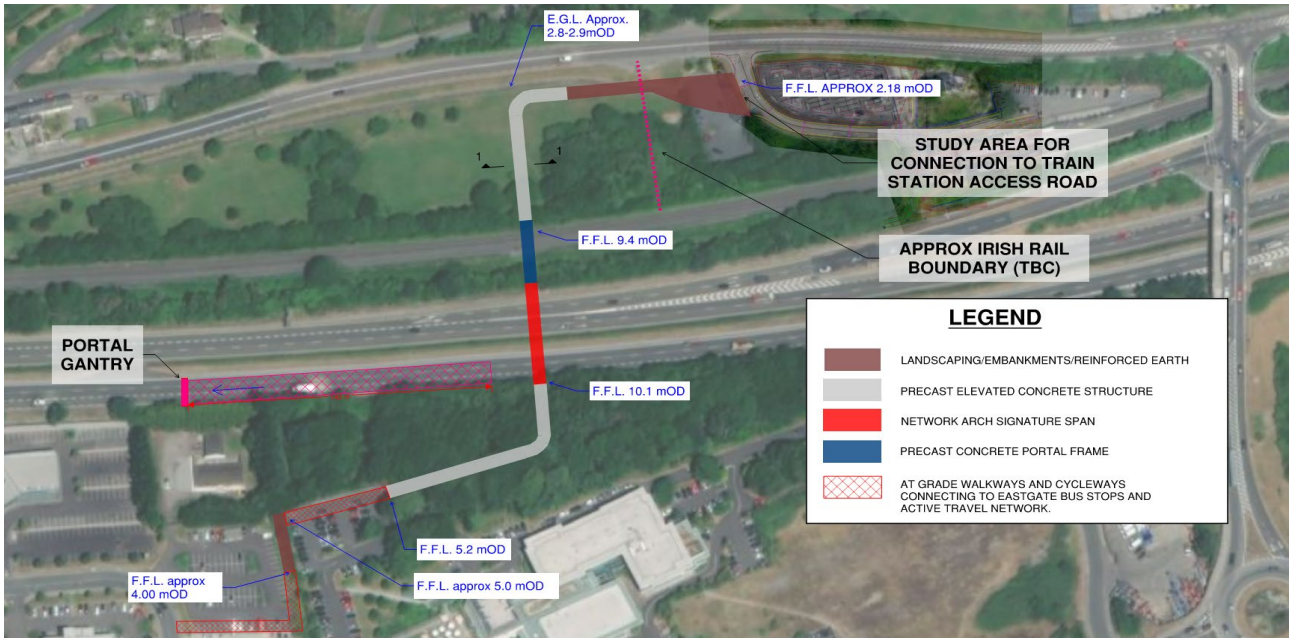 E.G.L. Approx.
2.8-2.9mOD
F.F.L. APPROX 2.18 mOD
STUDY AREA FOR
CONNECTION TO TRAIN
STATION ACCESS ROAD
1
1
F.F.L. 9.4 mOD
APPROX IRISH RAIL
BOUNDARY (TBC)
PORTAL
GANTRY
F.F.L. 10.1 mOD
LEGEND
LANDSCAPING/EMBANKMENTS/REINFORCED EARTH
PRECAST ELEVATED CONCRETE STRUCTURE
NETWORK ARCH SIGNATURE SPAN
PRECAST CONCRETE PORTAL FRAME
AT GRADE WALKWAYS AND CYCLEWAYS
CONNECTING TO EASTGATE BUS STOPS AND
ACTIVE TRAVEL NETWORK.
F.F.L. 5.2 mOD
F.F.L. approx 5.0 mOD
F.F.L. approx
4.00 mOD